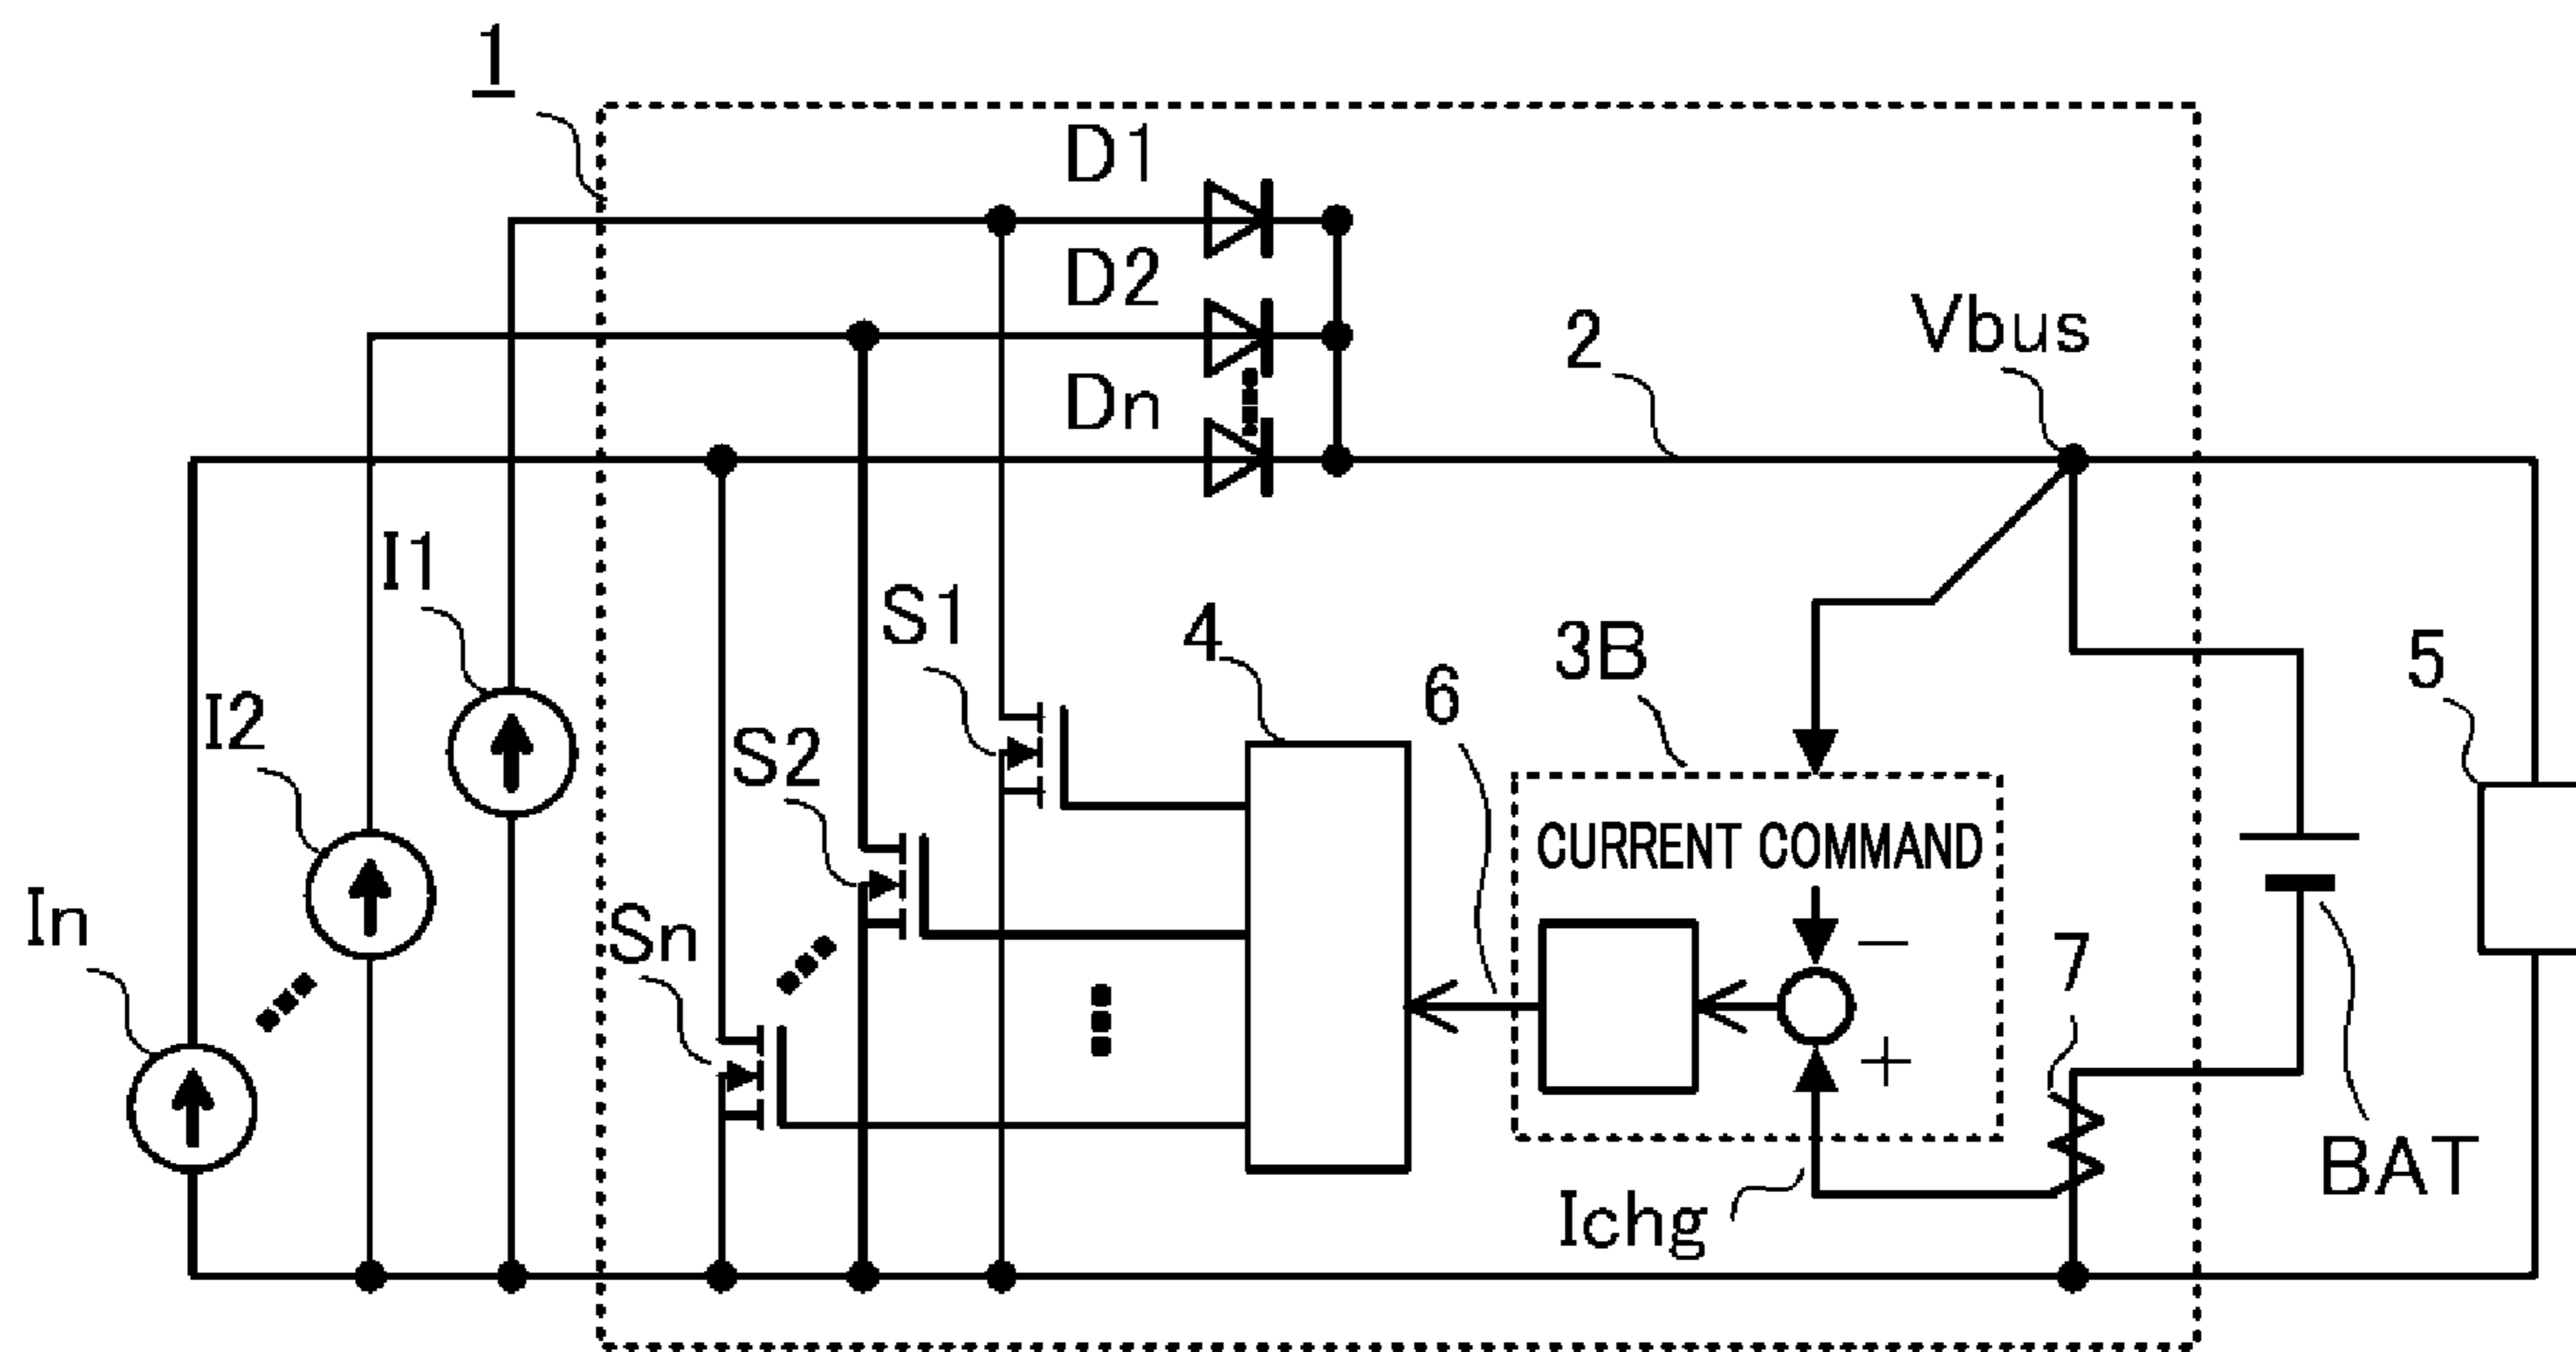 1
D1
D2
Dn
2
Vbus
I1
I2
In
S1
S2
Sn
4
6
3B
5
CURRENT COMMAND
−
+
7
Ichg
BAT